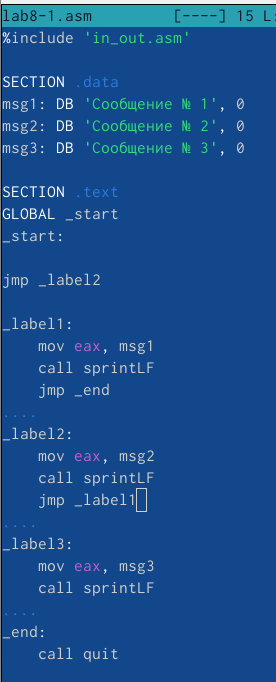 lab8-1.asm [----] 15 L:
%include 'in_out.asm'
SECTION .data
msg1: DB 'Сообщение № 1', 0
msg2: DB 'Сообщение № 2', 0
msg3: DB 'Сообщение № 3', 0
SECTION .text
GLOBAL _start
_start:
jmp _label2
_label1:
mov eax, msg1
call sprintLF
jmp _end
....
_label2:
mov eax, msg2
call sprintLF
jmp _label1
....
_label3:
mov eax, msg3
call sprintLF
....
_end:
call quit